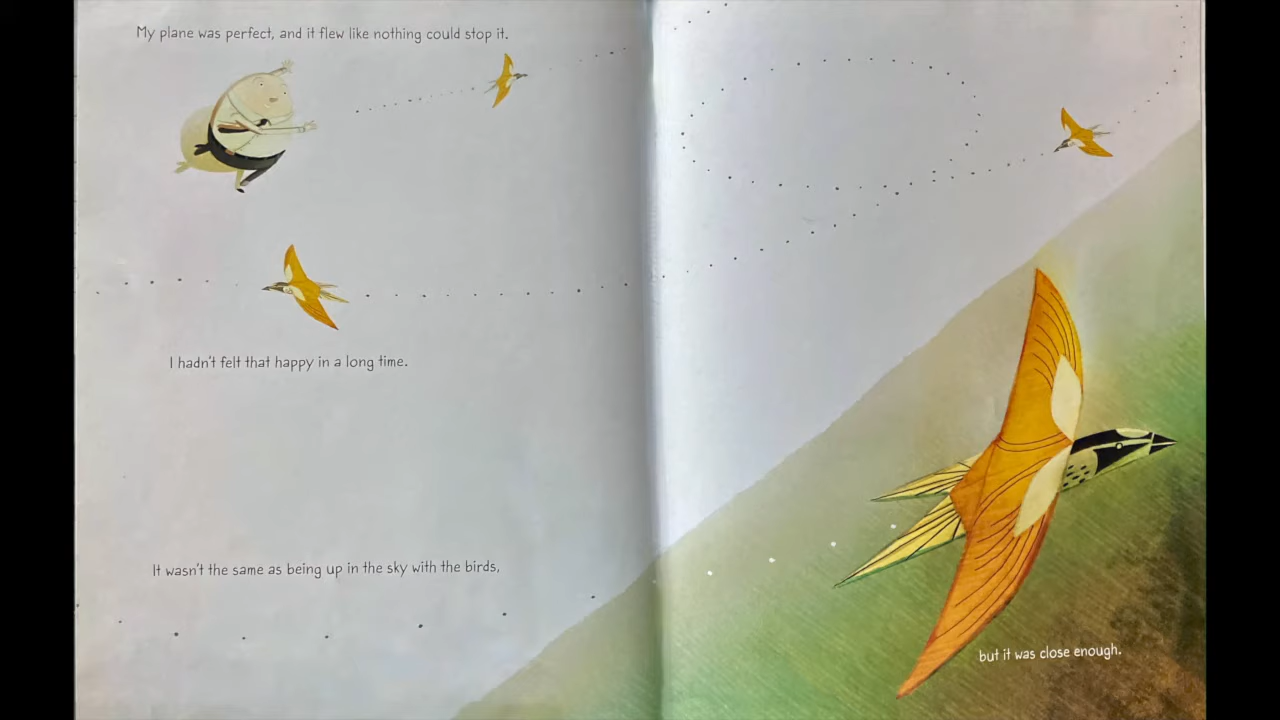 My plane was perfect, and it flew like nothing could stop it.
I hadn't felt that happy in a long time.
It wasn't the same as being up in the sky with the birds,
but it was close enough.